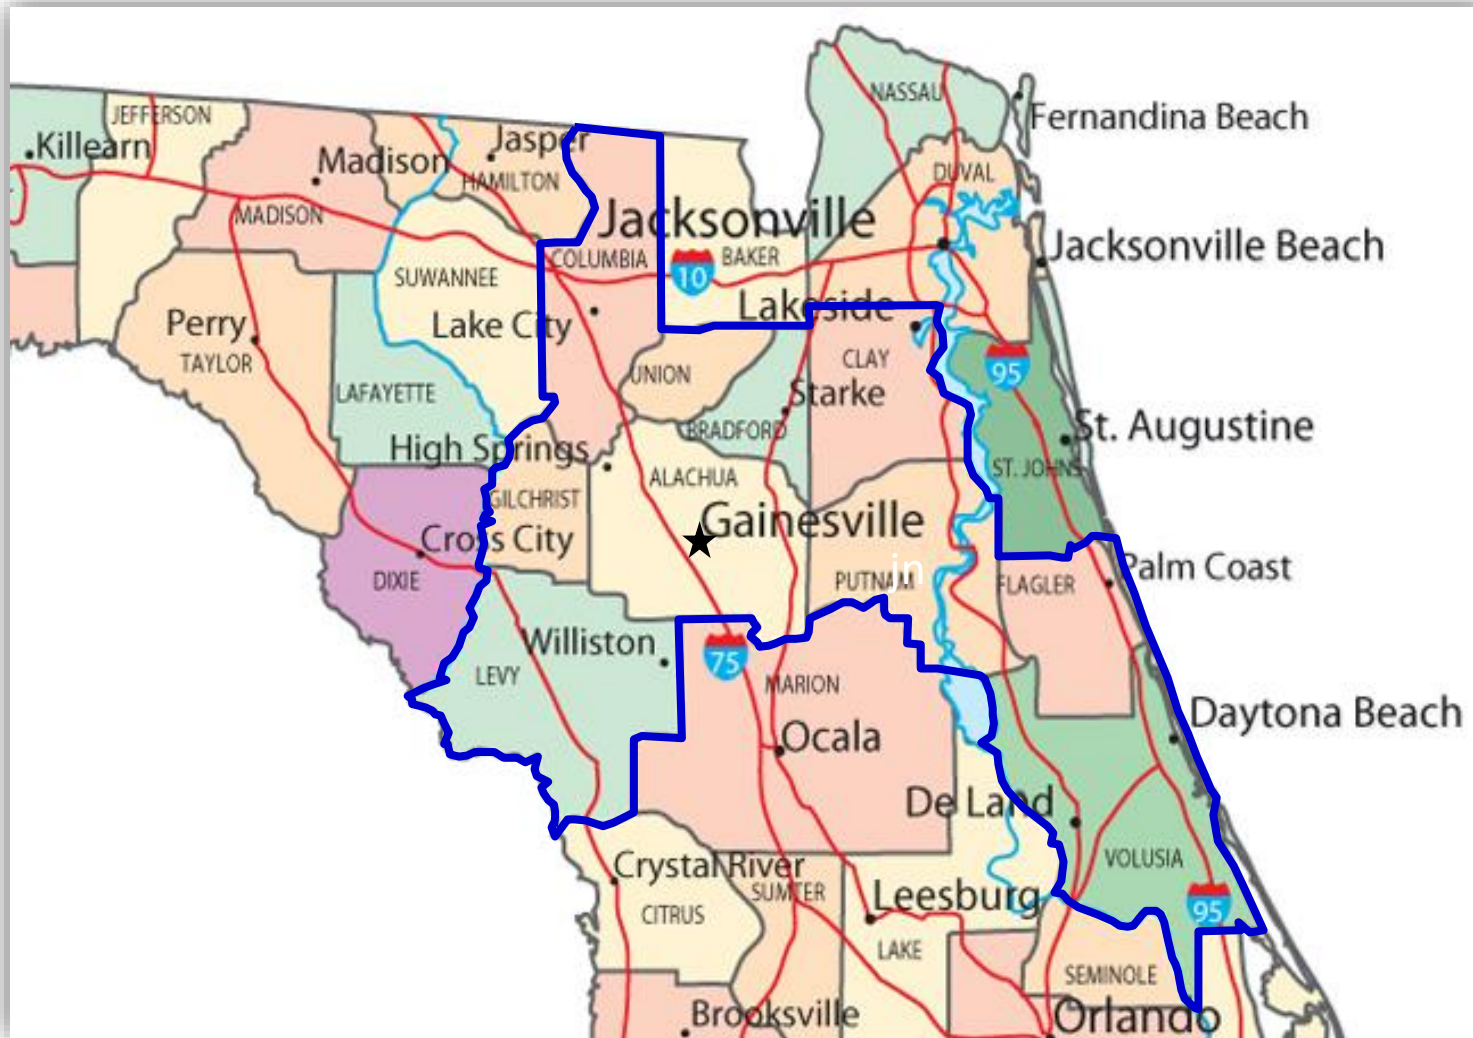 NASSAU
Fernandina Beach
JEFFERSON
Killearn
Jasper
Madison
DUVAL
HAMILTON
MADISON
Jacksonville
Jacksonville Beach
COLUMBIA
BAKER
10
SUWANNEE
Lakeside
Perry
Lake City
TAYLOR
CLAY
95
UNION
LAFAYETTE
Starke
St. Augustine
BRADFORD
High Springs
ST. JOHNS
ALACHUA
GILCHRIST
Gainesville
Cross City
in
Palm Coast
DIXIE
PUTNAM
FLAGLER
Williston
75
LEVY
MARION
Daytona Beach
Ocala
De Land
VOLUSIA
Crystal River
SUMTER
Leesburg
95
CITRUS
LAKE
SEMINOLE
Brooksville
Orlando